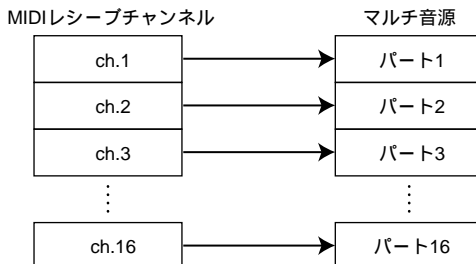 MIDIレシーブチャンネル マルチ音源
ch.1 パート1
ch.2 パート2
ch.3 パート3
ch.16 パート16